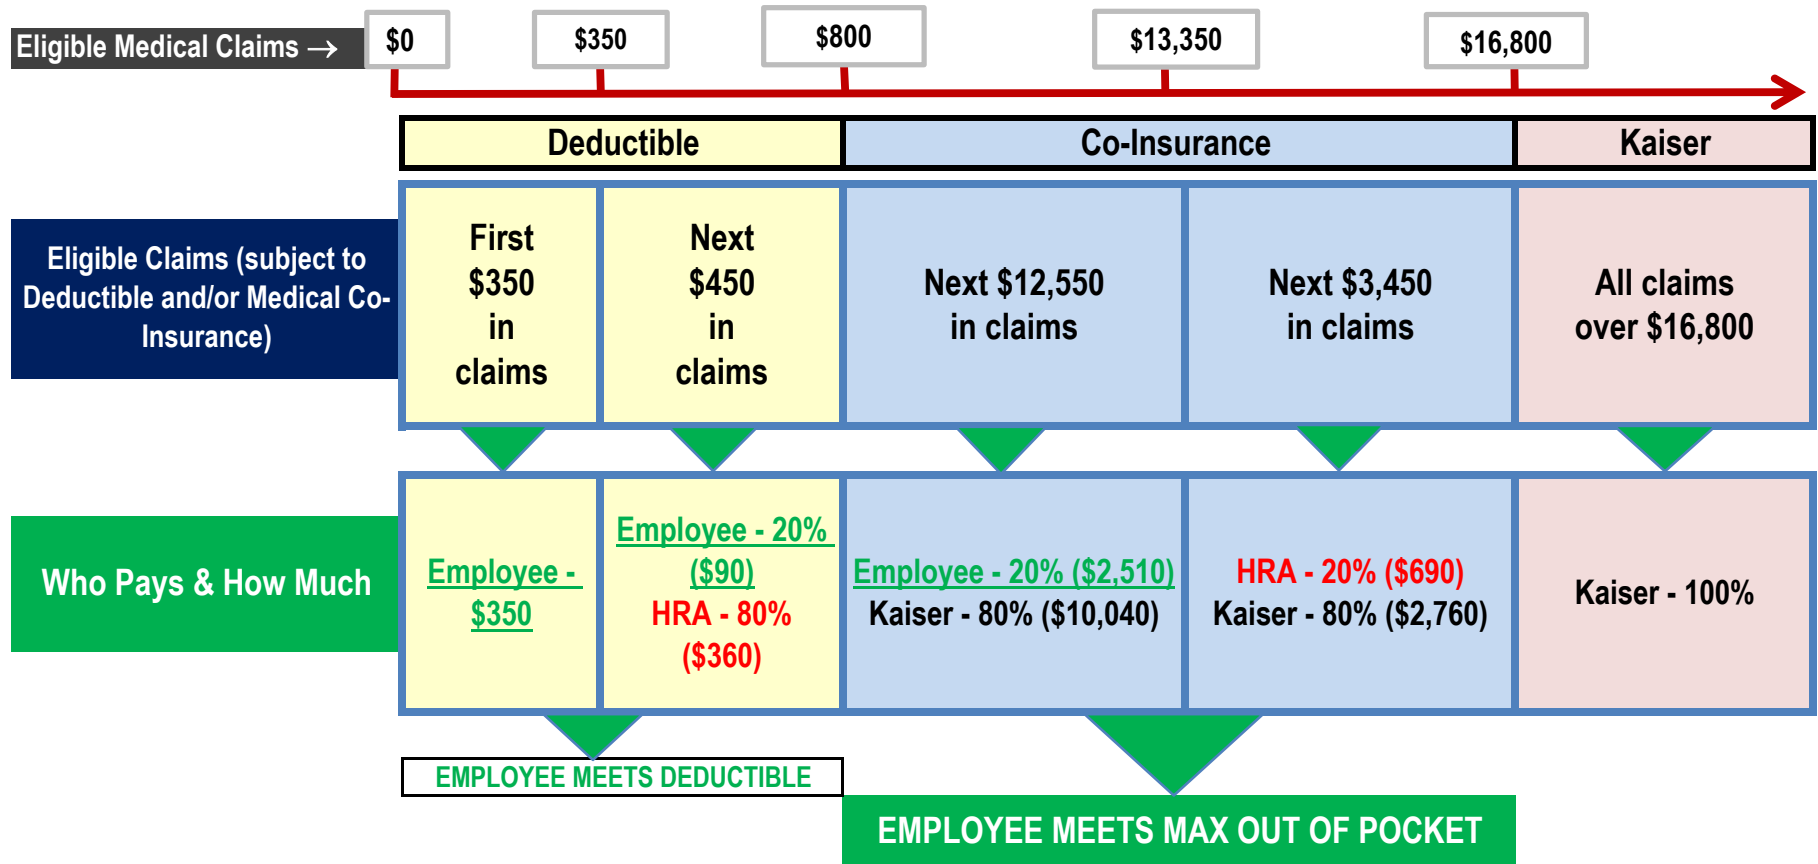 Eligible Medical Claims →
$0
$350
$800
$13,350
$16,800
Deductible
Co-Insurance
Kaiser
Eligible Claims (subject to
Deductible and/or Medical Co-
Insurance)
First
$350
in
claims
Next
$450
in
claims
Next $12,550
in claims
Next $3,450
in claims
All claims
over $16,800
Who Pays & How Much
Employee -
$350
Employee - 20%
($90)
HRA - 80%
($360)
Employee - 20% ($2,510)
Kaiser - 80% ($10,040)
HRA - 20% ($690)
Kaiser - 80% ($2,760)
Kaiser - 100%
EMPLOYEE MEETS DEDUCTIBLE
EMPLOYEE MEETS MAX OUT OF POCKET